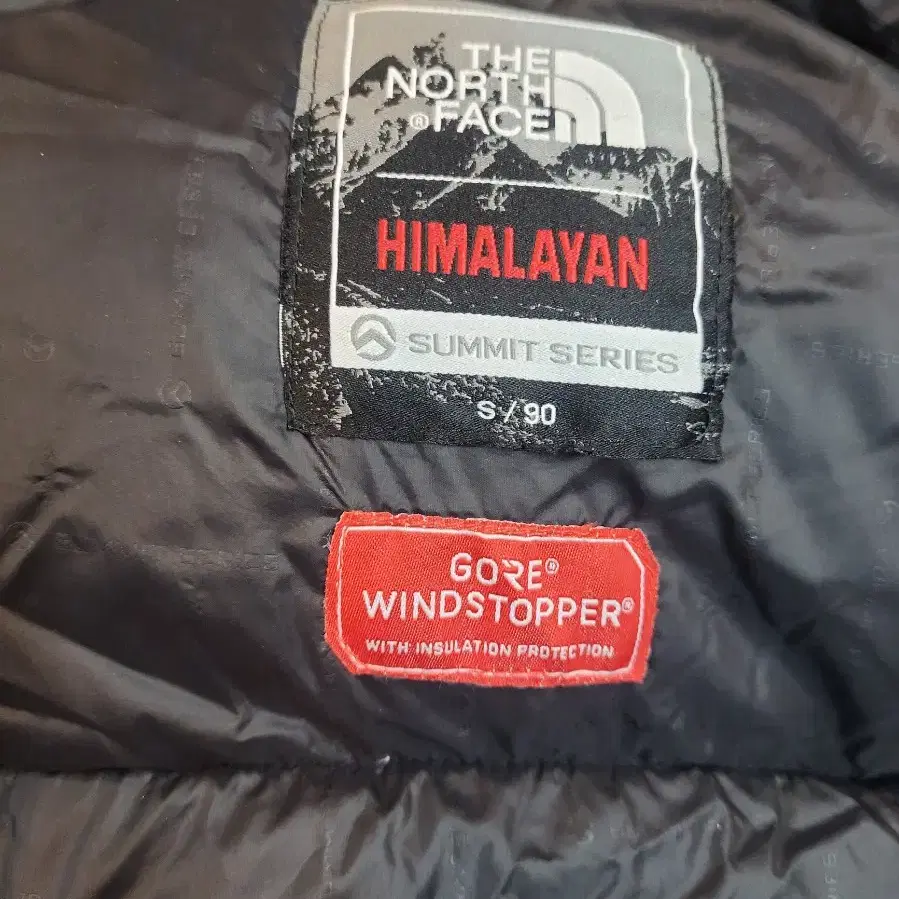 THE
NORTH
®FACE
HIMALAYAN
SUMMIT SERIES
S / 90
GORE®
WINDSTOPPER®
WITH INSULATION PROTECTION